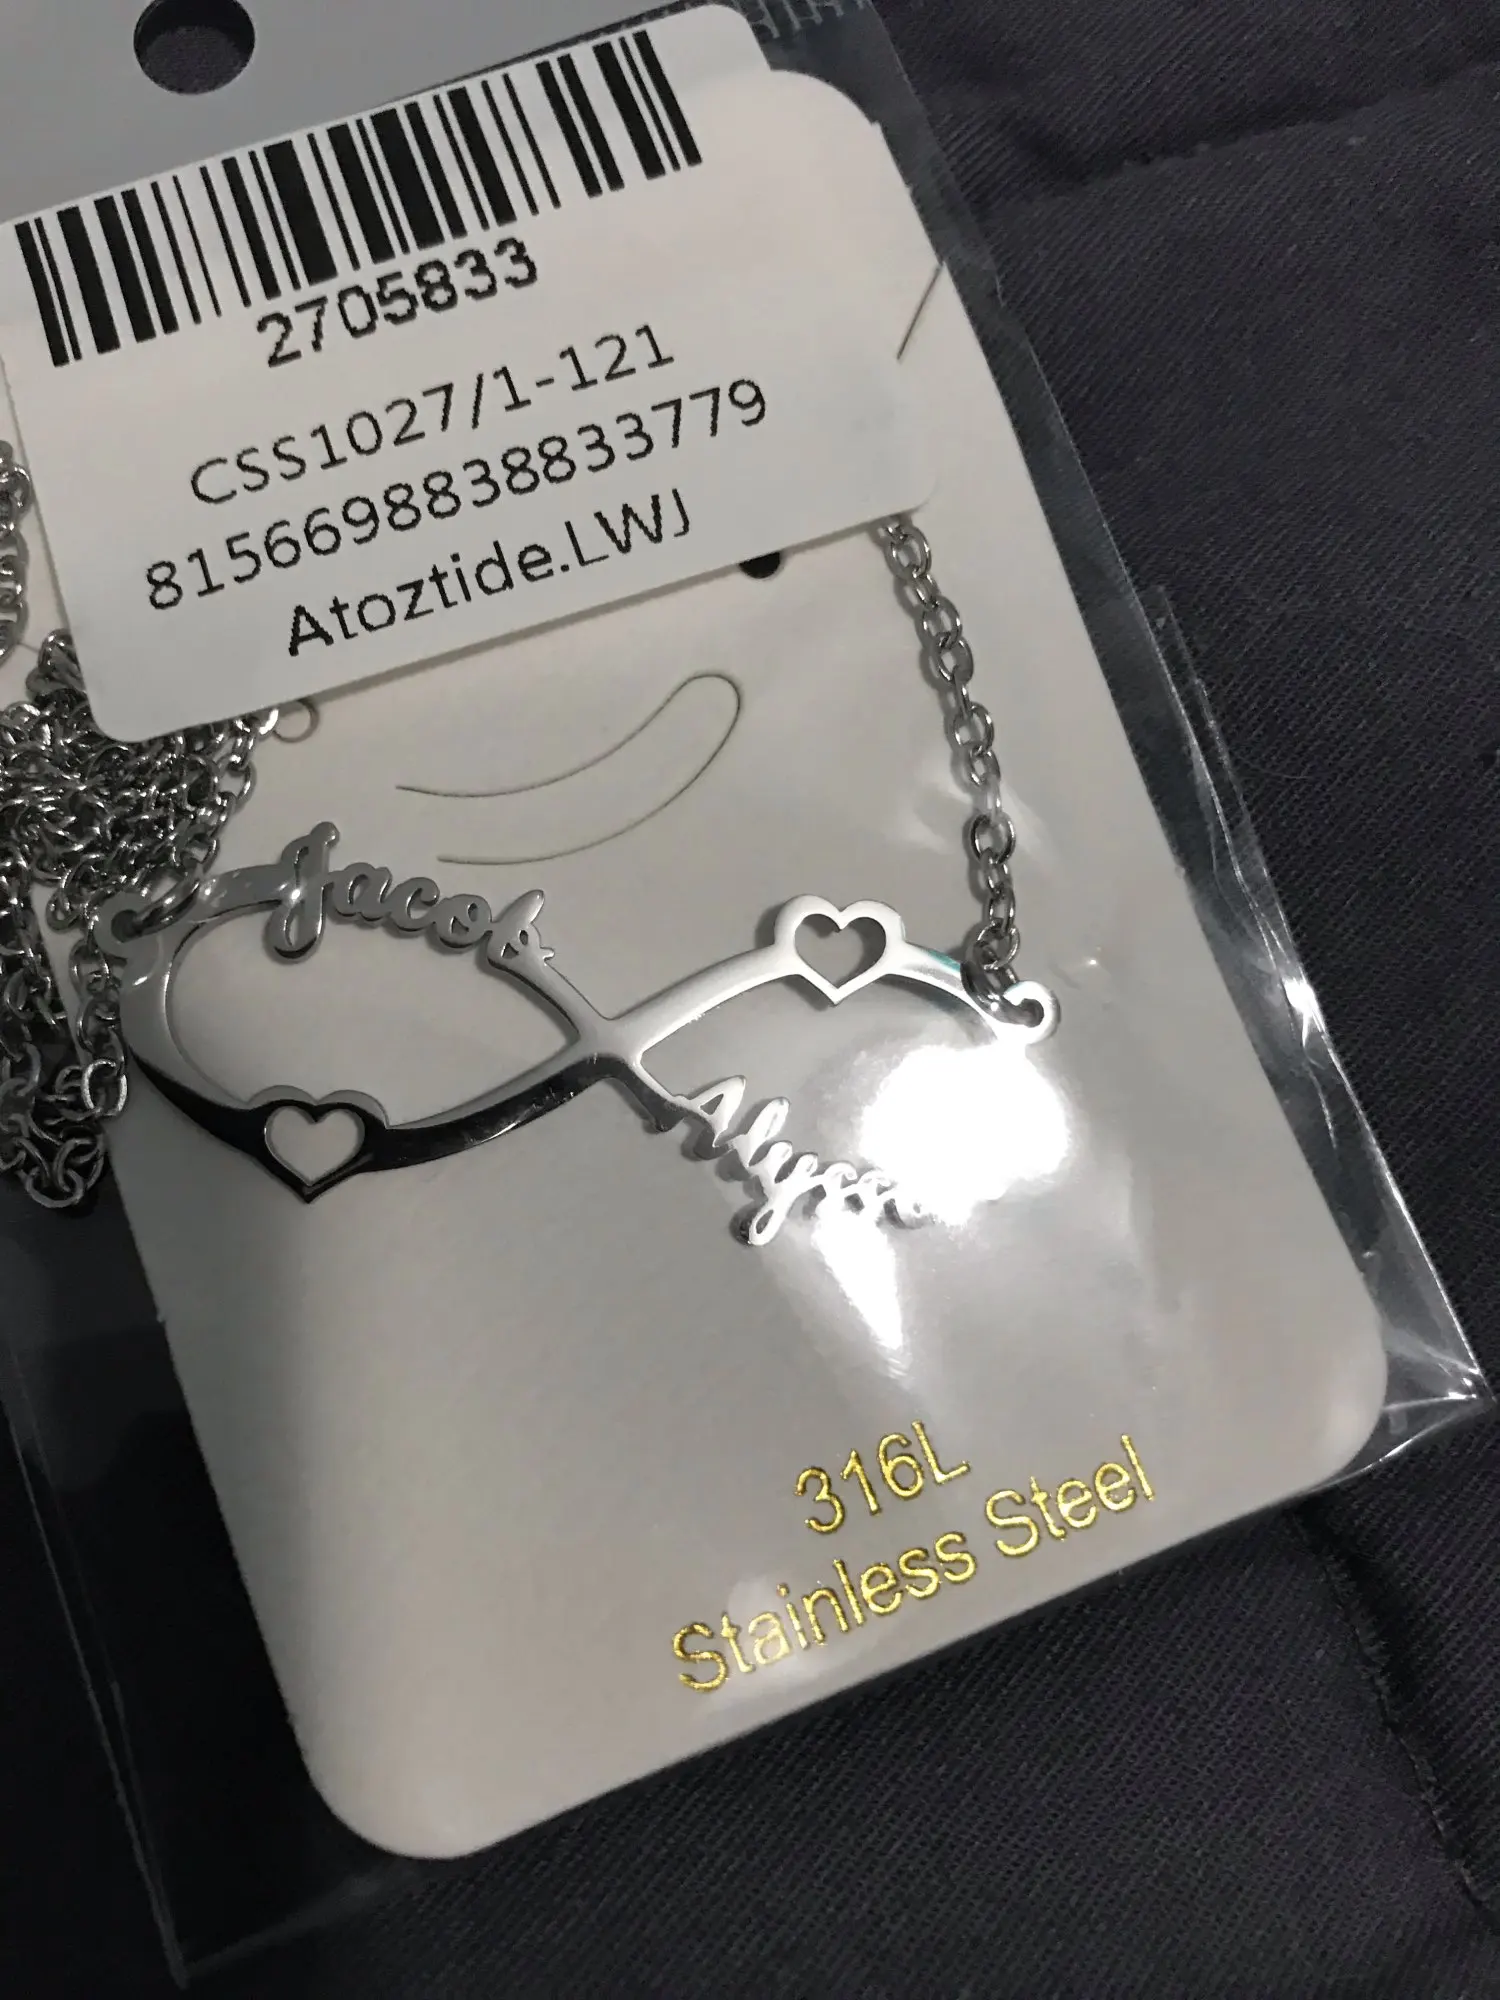 2705833
CSS1027/1-121
8156698838833779
Atoztide.LWJ
Jacob
316L
Stainless Steel